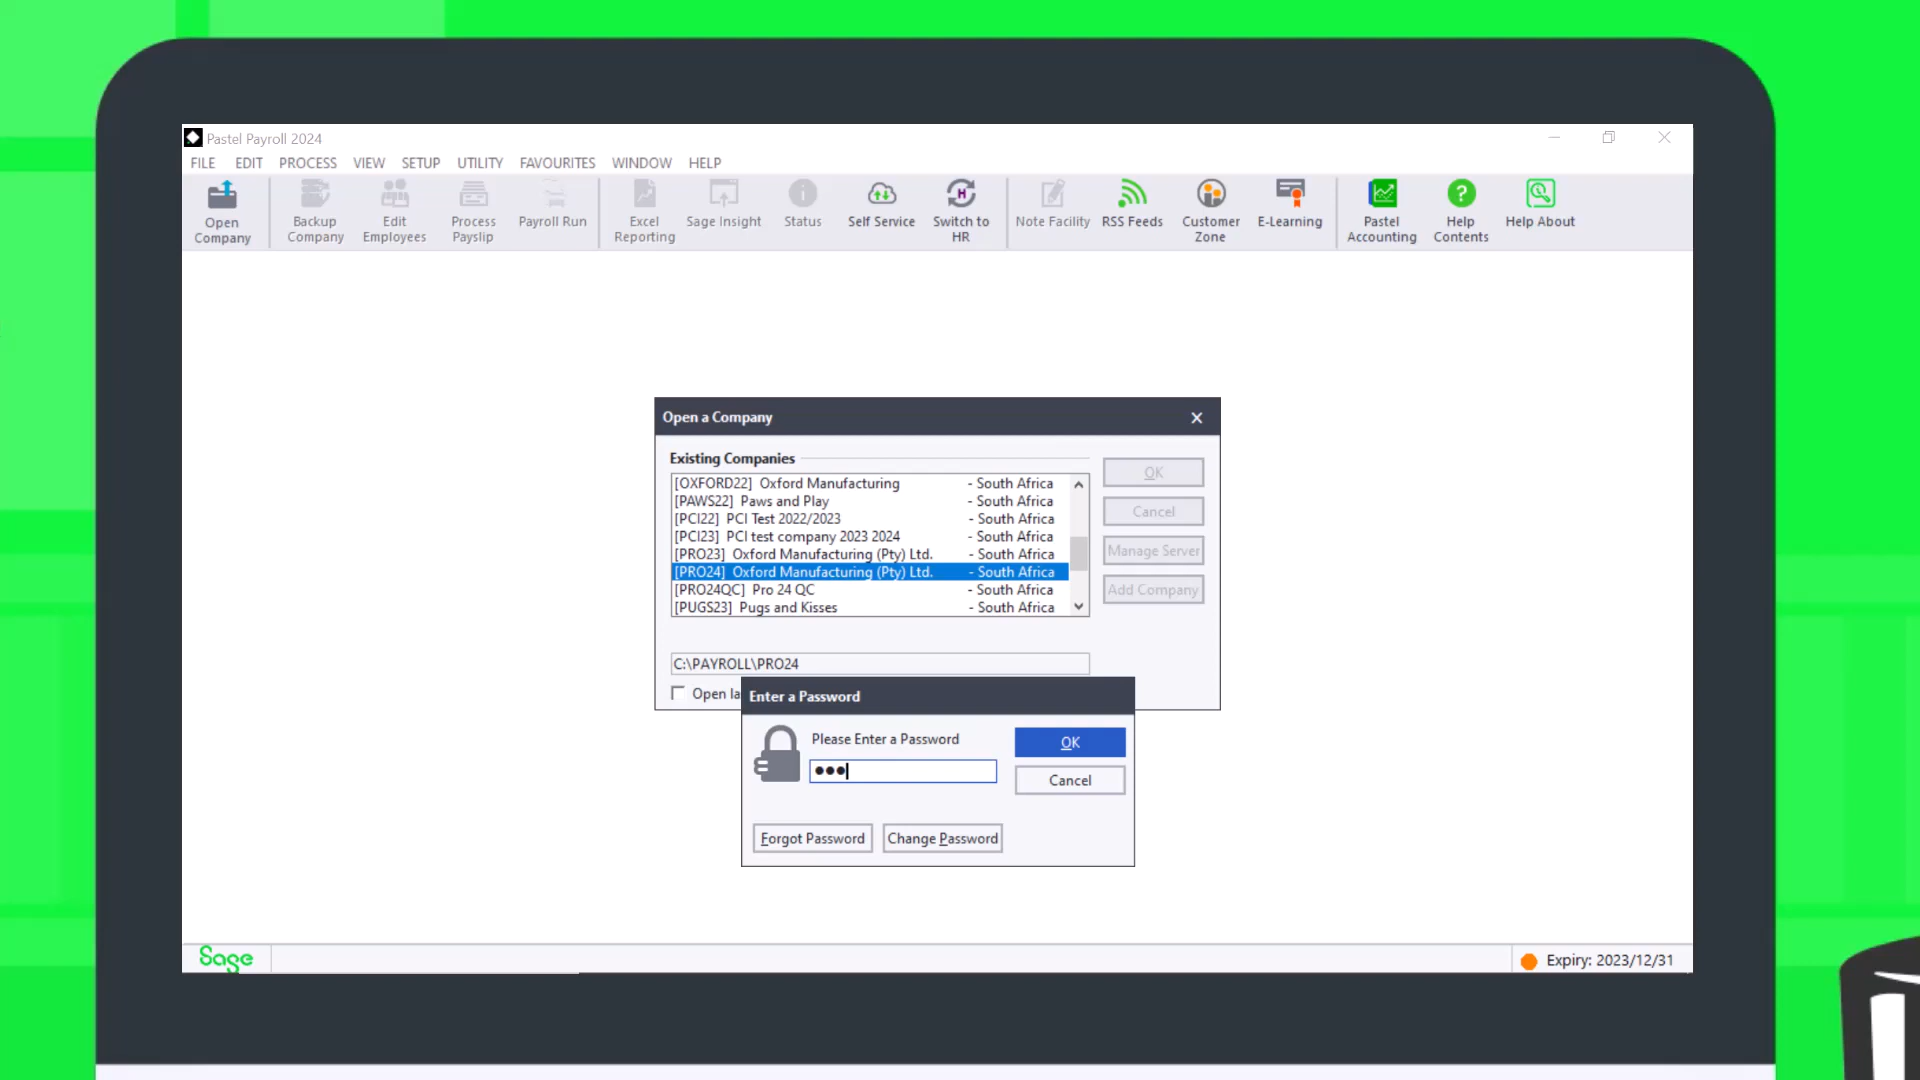 Pastel Payroll 2024
FILE EDIT PROCESS VIEW SETUP UTILITY FAVOURITES WINDOW HELP
Open Company
Backup Company
Edit Employees
Process Payslip
Payroll Run
Excel Reporting
Sage Insight
Status
Self Service
Switch to HR
Note Facility
RSS Feeds
Customer Zone
E-Learning
Pastel Accounting
Help Contents
Help About
Open a Company
Existing Companies
[OXFORD22] Oxford Manufacturing - South Africa
[PAWS22] Paws and Play - South Africa
[PCI22] PCI Test 2022/2023 - South Africa
[PCI23] PCI test company 2023 2024 - South Africa
[PRO23] Oxford Manufacturing (Pty) Ltd. - South Africa
[PRO24] Oxford Manufacturing (Pty) Ltd. - South Africa
[PRO24QC] Pro 24 QC - South Africa
[PUGS23] Pugs and Kisses - South Africa
OK
Cancel
Manage Server
Add Company
C:\PAYROLL\PRO24
Open la
Enter a Password
Please Enter a Password
OK
Cancel
Forgot Password
Change Password
Sage
Expiry: 2023/12/31